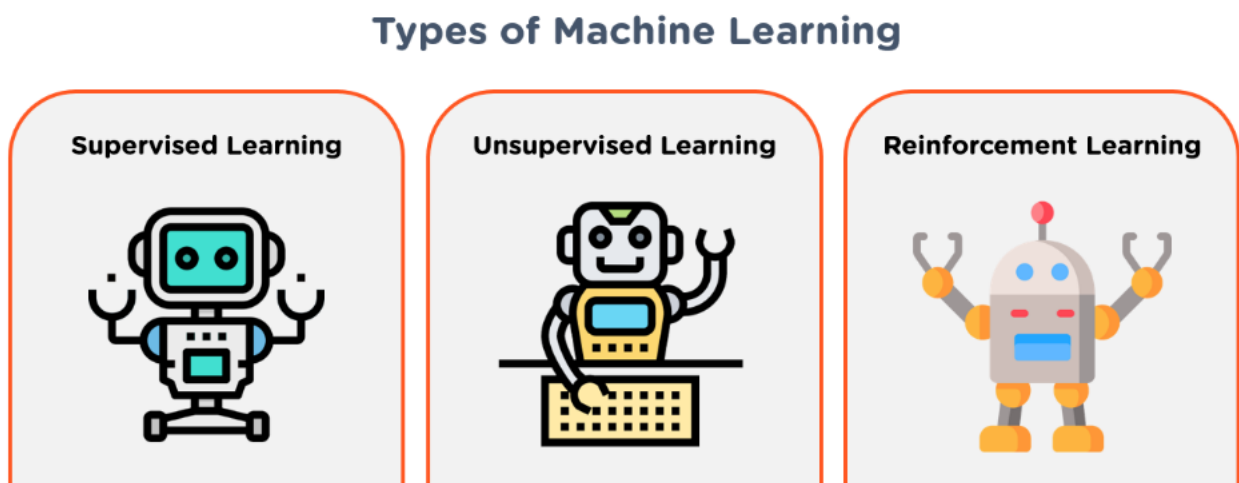 Types of Machine Learning
Supervised Learning
Unsupervised Learning
Reinforcement Learning